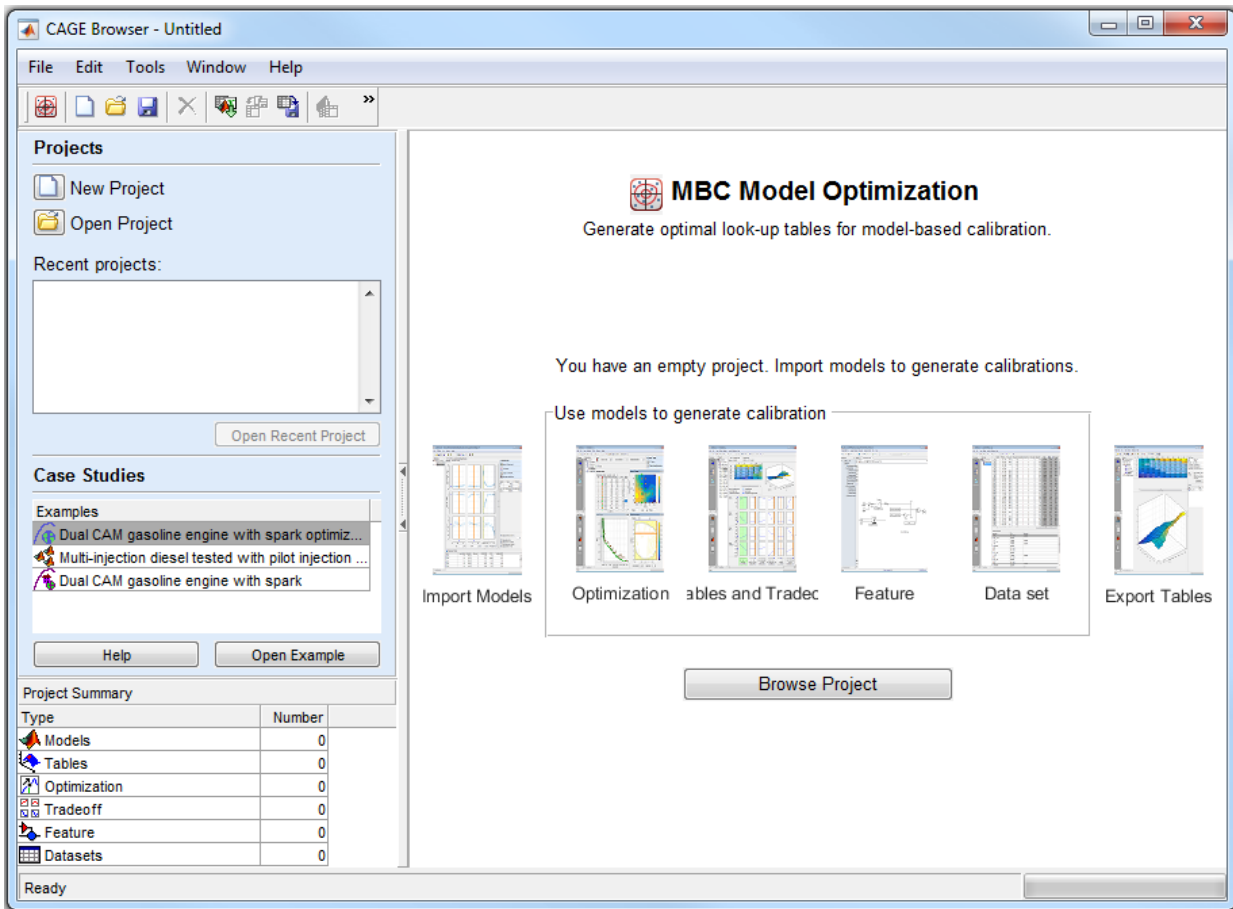 CAGE Browser - Untitled
File Edit Tools Window Help
Projects
New Project
Open Project
Recent projects:
Open Recent Project
Case Studies
Examples
Dual CAM gasoline engine with spark optimiz...
Multi-injection diesel tested with pilot injection ...
Dual CAM gasoline engine with spark
Help Open Example
Project Summary
Type Number
Models 0
Tables 0
Optimization 0
Tradeoff 0
Feature 0
Datasets 0
Ready
MBC Model Optimization
Generate optimal look-up tables for model-based calibration.
You have an empty project. Import models to generate calibrations.
Use models to generate calibration
Import Models Optimization ables and Tradec Feature Data set Export Tables
Browse Project